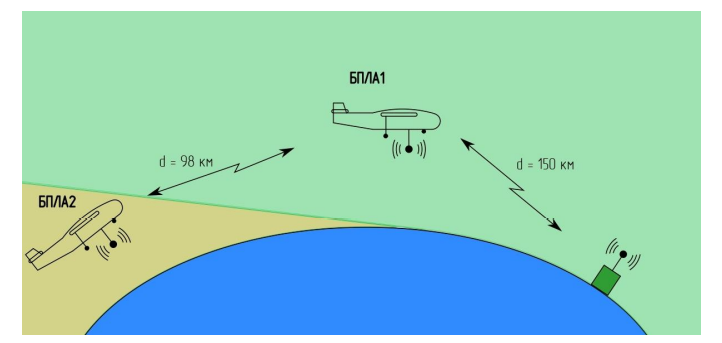 БПЛА1
d = 98 км
d = 150 км
БПЛА2